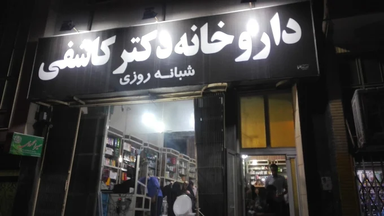 داروخانه دکتر کاشفی
شبانه روزی